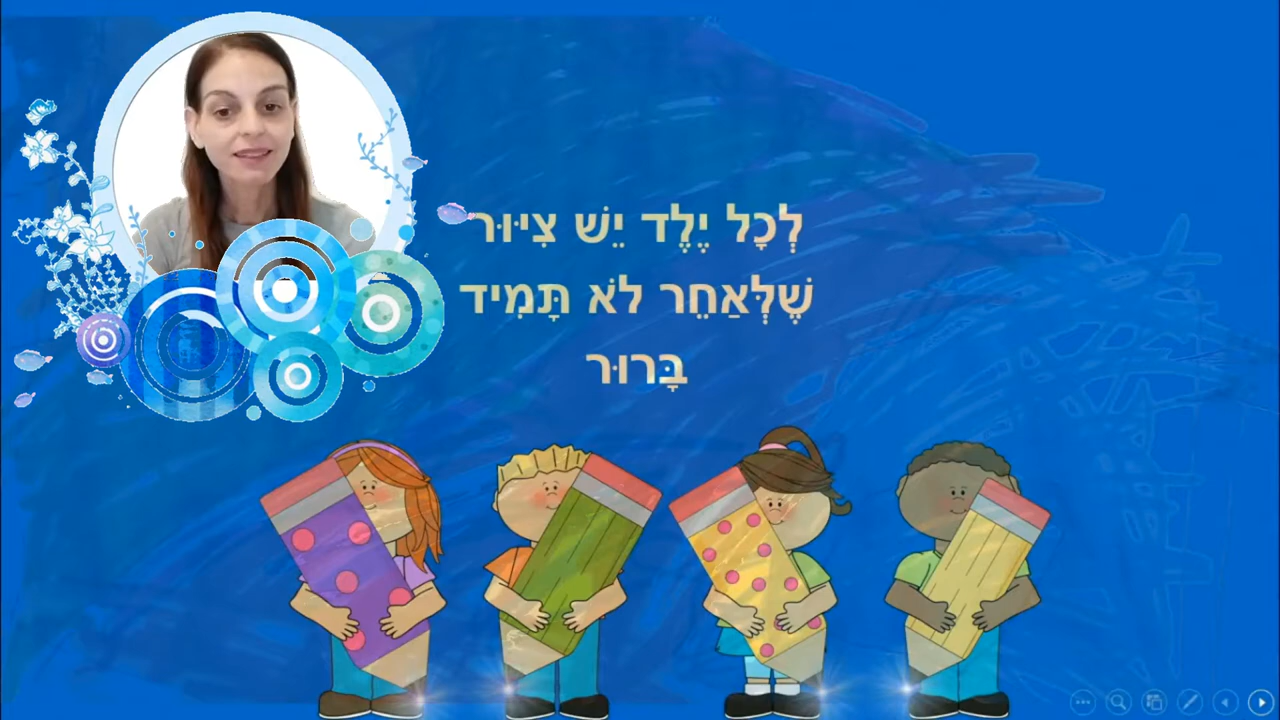 לְכָל יֶלֶד יֵשׁ צִיּוּר
שֶׁלְּאַחֵר לֹא תָּמִיד
בָּרוּר